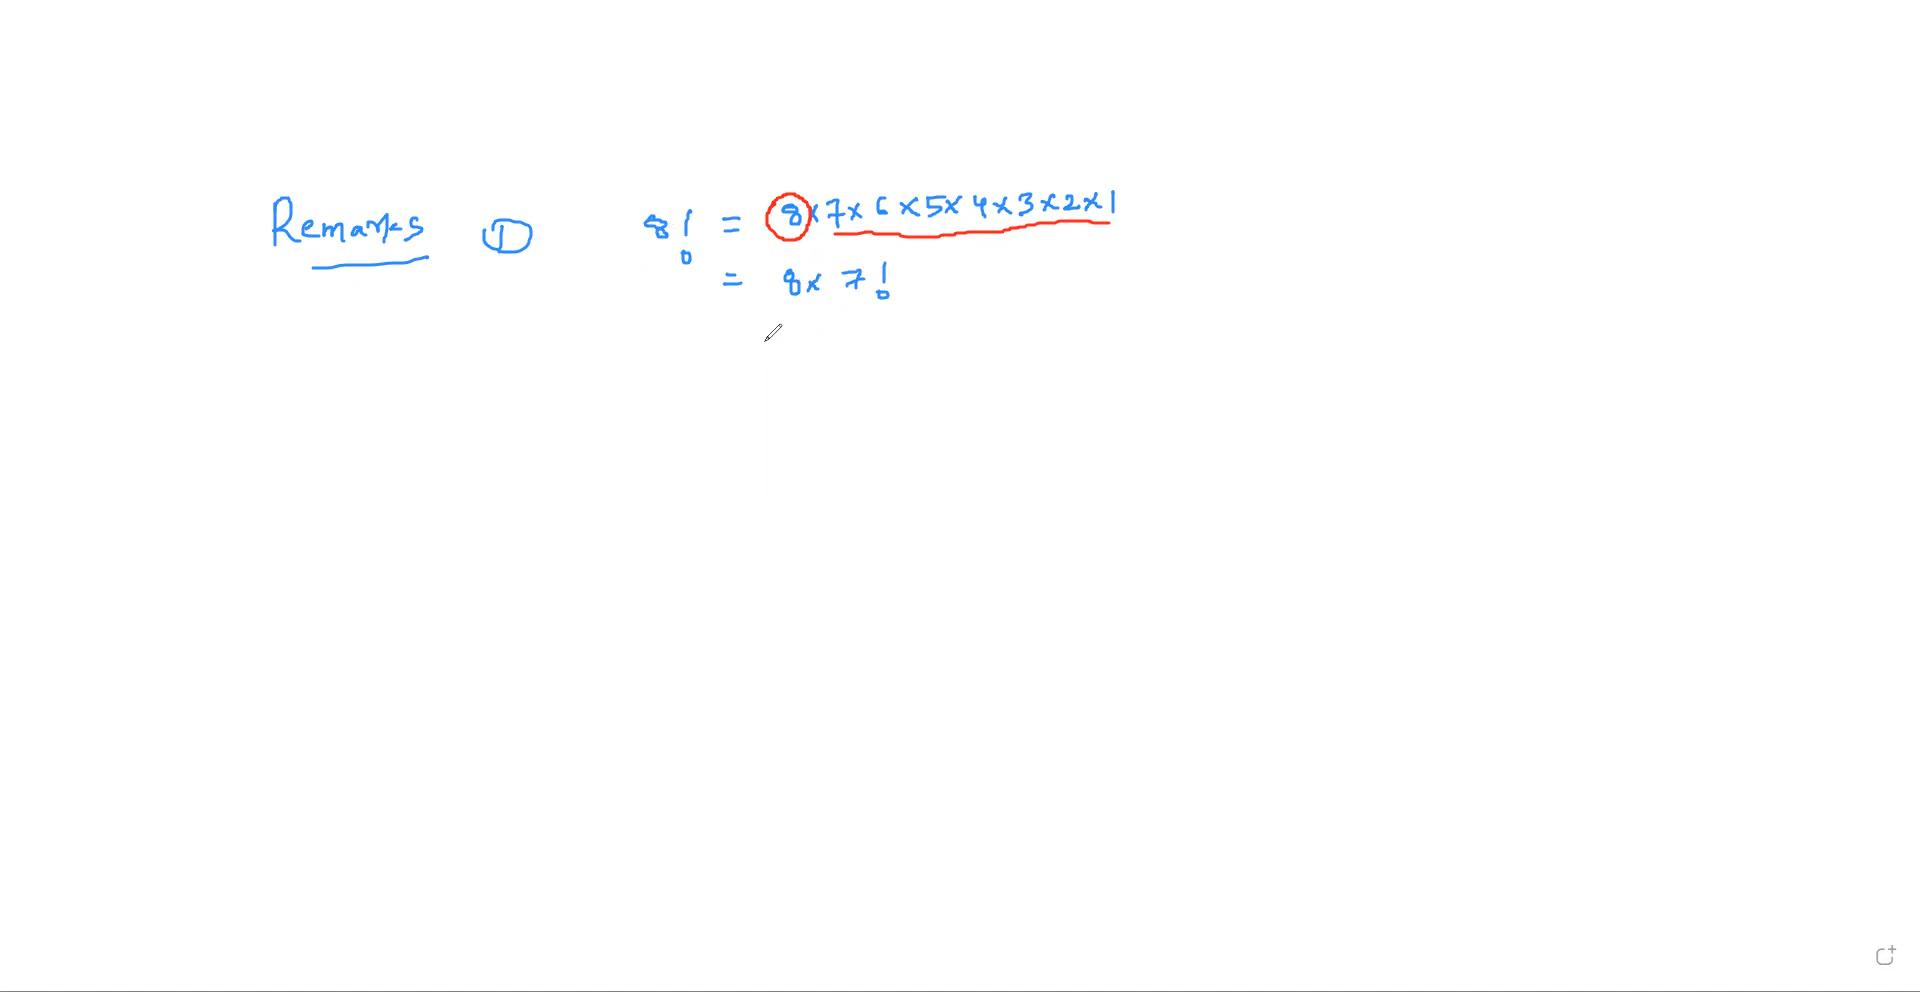 Remarks ① 8! = 8×7×6×5×4×3×2×1
= 8×7!